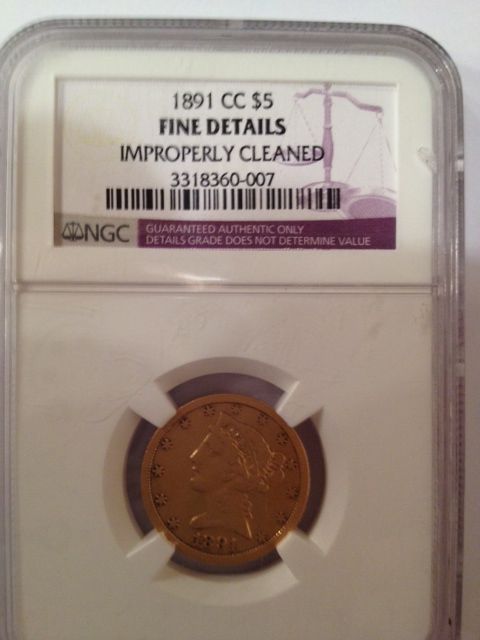 1891 CC $5
FINE DETAILS
IMPROPERLY CLEANED
3318360-007
NGC
GUARANTEED AUTHENTIC ONLY
DETAILS GRADE DOES NOT DETERMINE VALUE
1891